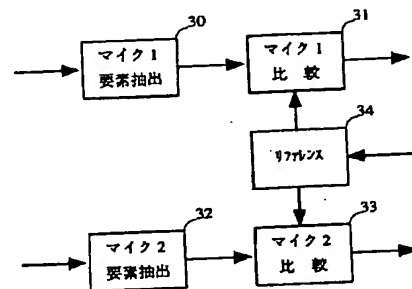 30
マイク1
要素抽出
31
マイク1
比 較
34
リファレンス
32
マイク2
要素抽出
33
マイク2
比 較